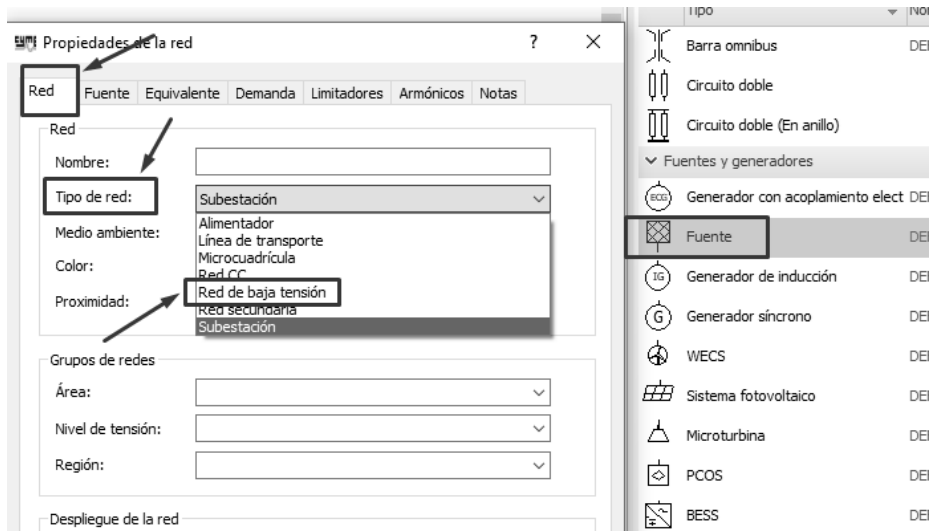 Tipo
SYME Propiedades de la red ? ×
Barra omnibus
Circuito doble
Red Fuente Equivalente Demanda Limitadores Armónicos Notas
Red
Circuito doble (En anillo)
Nombre:
Fuentes y generadores
Tipo de red: Subestación
ECG Generador con acoplamiento elect
Alimentador
Línea de transporte
Microcuadrícula
Red CC
Red de baja tensión
Red secundaria
Subestación
Medio ambiente:
Color:
Proximidad:
Fuente
IG Generador de inducción
G Generador síncrono
WECS
Grupos de redes
Área:
Nivel de tensión:
Región:
Sistema fotovoltaico
Microturbina
PCOS
BESS
Despliegue de la red